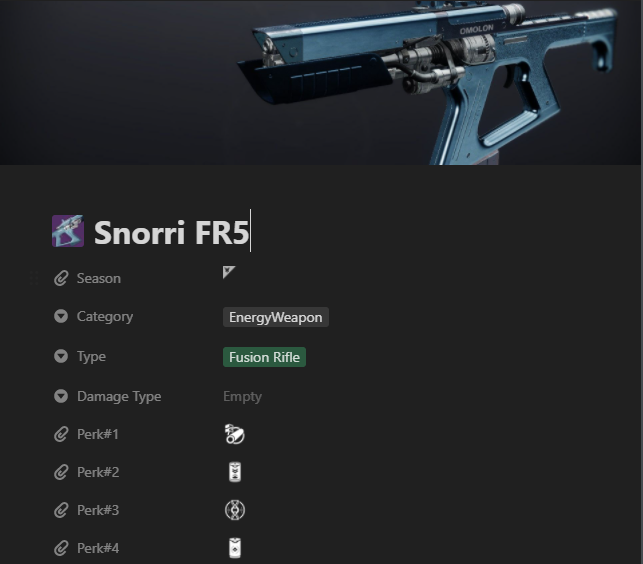 OMOLON
Snorri FR5
Season
Category EnergyWeapon
Type Fusion Rifle
Damage Type Empty
Perk#1
Perk#2
Perk#3
Perk#4